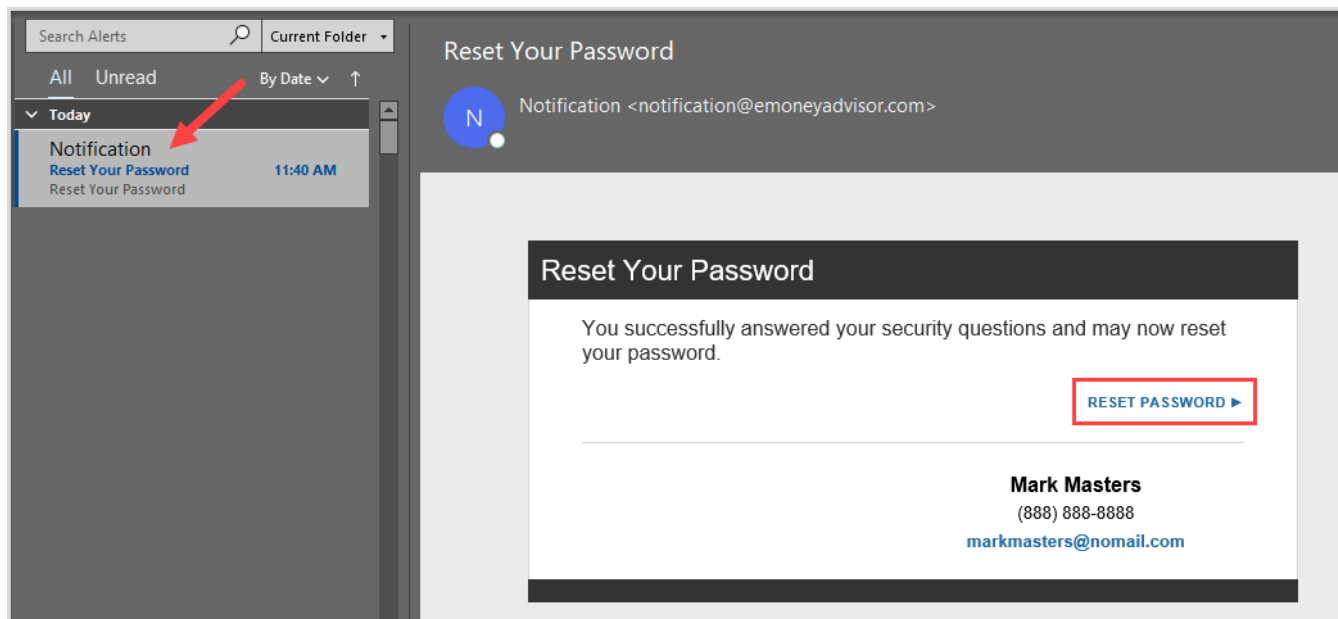 Search Alerts
Current Folder
All Unread By Date
Today
Notification
Reset Your Password 11:40 AM
Reset Your Password
Reset Your Password
N
Notification <notification@emoneyadvisor.com>
Reset Your Password
You successfully answered your security questions and may now reset
your password.
RESET PASSWORD ►
Mark Masters
(888) 888-8888
markmasters@nomail.com